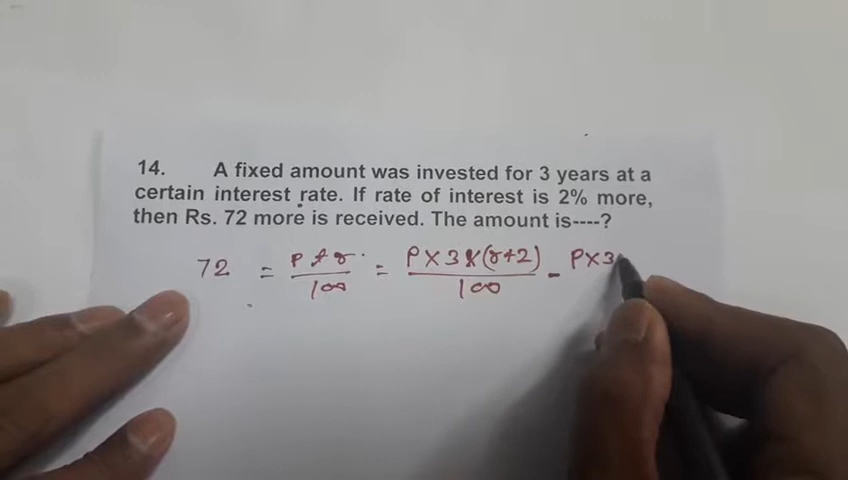 14. A fixed amount was invested for 3 years at a
certain interest rate. If rate of interest is 2% more,
then Rs. 72 more is received. The amount is----?
72 = P t r / 100 = P X 3 X (r+2) / 100 - P X 3